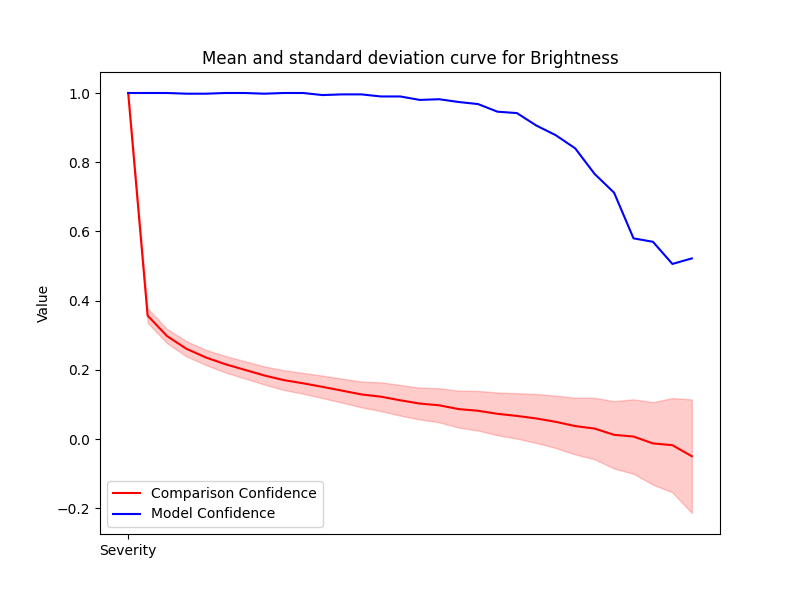 Mean and standard deviation curve for Brightness
Value
1.0
0.8
0.6
0.4
0.2
0.0
−0.2
Comparison Confidence
Model Confidence
Severity